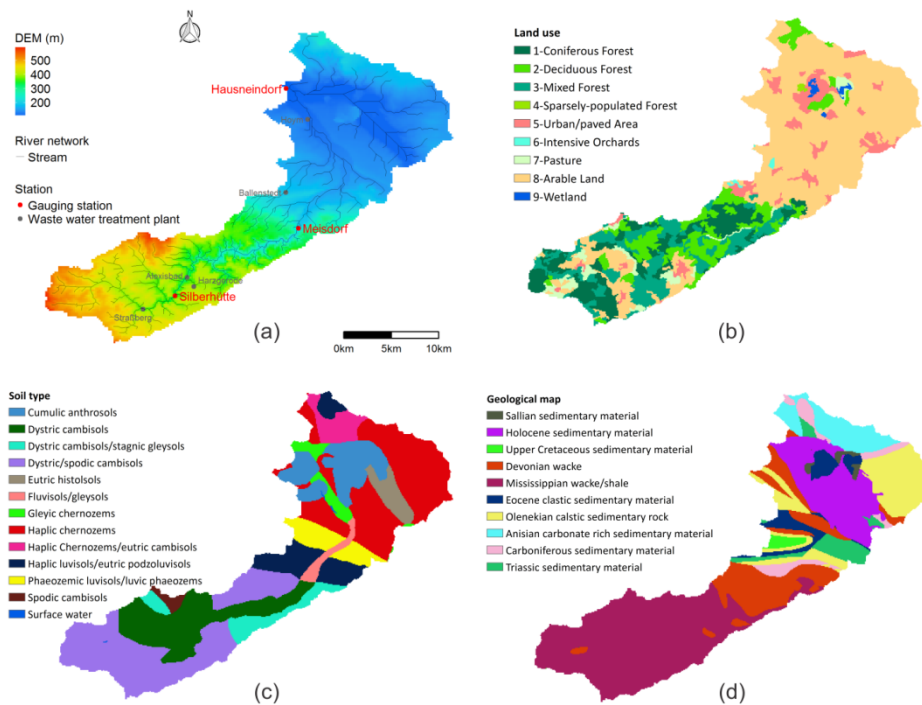 N
DEM (m)
500
400
300
200
River network
Stream
Station
Gauging station
Waste water treatment plant
Hausneindorf
Ballenstedt
Meisdorf
Alexisbad
Harzgerode
Silberhütte
Straßberg
0km 5km 10km
(a)
Land use
1-Coniferous Forest
2-Deciduous Forest
3-Mixed Forest
4-Sparsely-populated Forest
5-Urban/paved Area
6-Intensive Orchards
7-Pasture
8-Arable Land
9-Wetland
(b)
Soil type
Cumulic anthrosols
Dystric cambisols
Dystric cambisols/stagnic gleysols
Dystric/spodic cambisols
Eutric histolsols
Fluvisols/gleysols
Gleyic chernozems
Haplic chernozems
Haplic Chernozems/eutric cambisols
Haplic luvisols/eutric podzoluvisols
Phaeozemic luvisols/luvic phaeozems
Spodic cambisols
Surface water
(c)
Geological map
Sallian sedimentary material
Holocene sedimentary material
Upper Cretaceous sedimentary material
Devonian wacke
Mississippian wacke/shale
Eocene clastic sedimentary material
Olenekian calstic sedimentary rock
Anisian carbonate rich sedimentary material
Carboniferous sedimentary material
Triassic sedimentary material
(d)